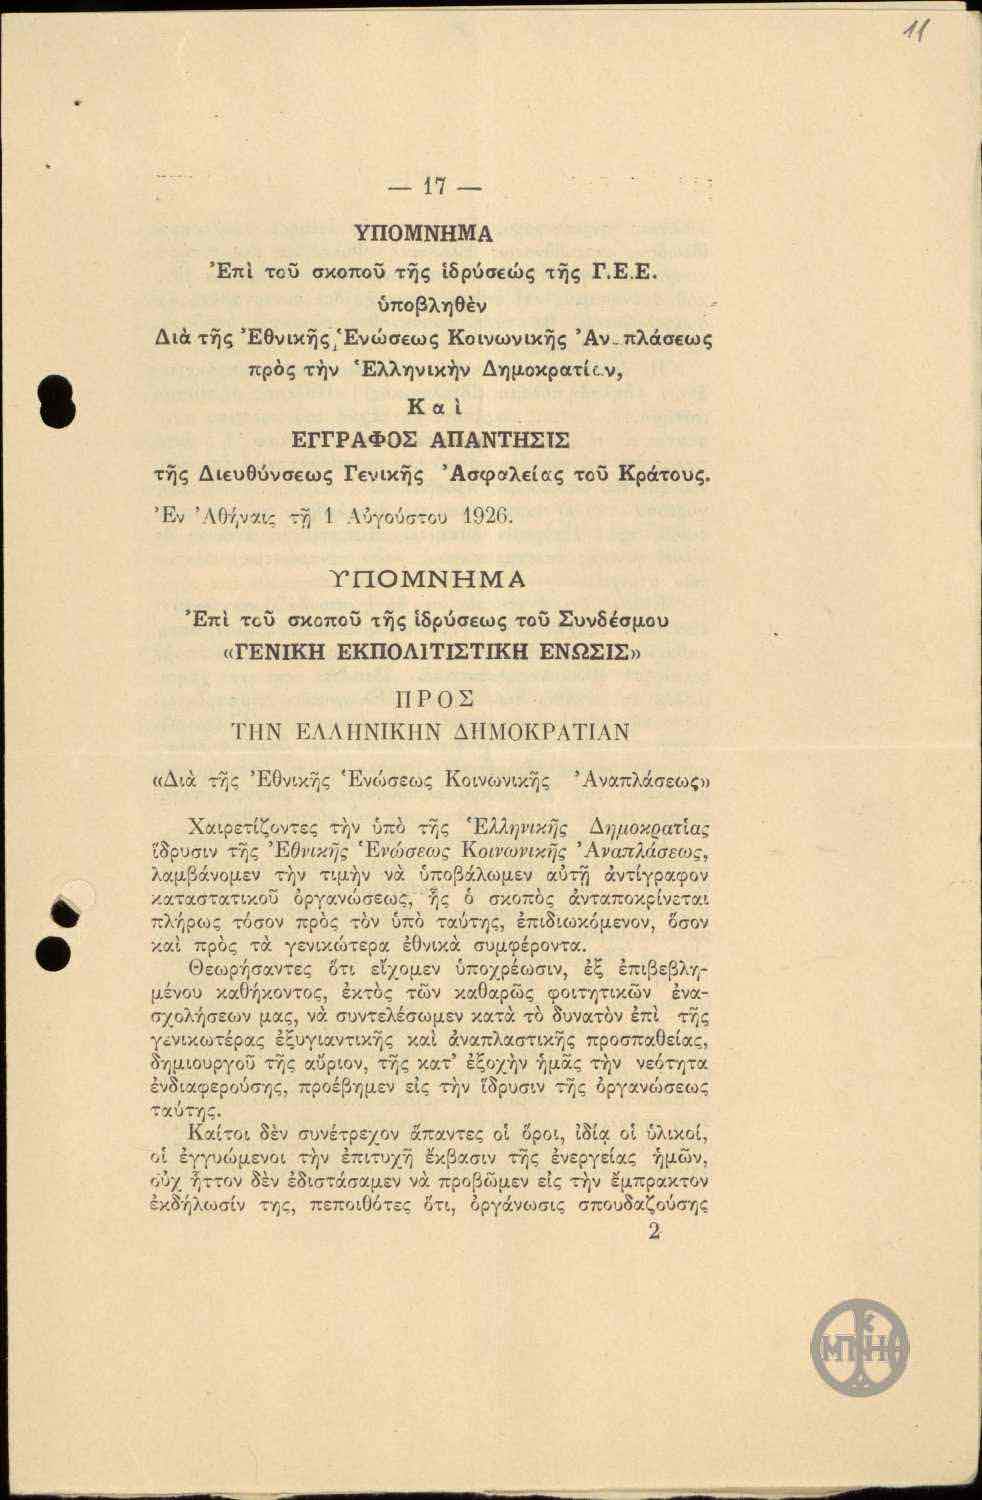 11
— 17 —
ΥΠΟΜΝΗΜΑ
Ἐπὶ τοῦ σκοποῦ τῆς ἱδρύσεώς τῆς Γ.Ε.Ε.
ὑποβληθὲν
Διὰ τῆς Ἐθνικῆς Ἑνώσεως Κοινωνικῆς Ἀν πλάσεως
πρὸς τὴν Ἑλληνικὴν Δημοκρατίαν,
Καὶ
ΕΓΓΡΑΦΟΣ ΑΠΑΝΤΗΣΙΣ
τῆς Διευθύνσεως Γενικῆς Ἀσφαλείας τοῦ Κράτους.
Ἐν Ἀθήναις τῇ 1 Αὐγούστου 1926.
ΥΠΟΜΝΗΜΑ
Ἐπὶ τοῦ σκοποῦ τῆς ἱδρύσεως τοῦ Συνδέσμου
«ΓΕΝΙΚΗ ΕΚΠΟΛΙΤΙΣΤΙΚΗ ΕΝΩΣΙΣ»
ΠΡΟΣ
ΤΗΝ ΕΛΛΗΝΙΚΗΝ ΔΗΜΟΚΡΑΤΙΑΝ
«Διὰ τῆς Ἐθνικῆς Ἑνώσεως Κοινωνικῆς Ἀναπλάσεως»
Χαιρετίζοντες τὴν ὑπὸ τῆς Ἑλληνικῆς Δημοκρατίας
ἵδρυσιν τῆς Ἐθνικῆς Ἑνώσεως Κοινωνικῆς Ἀναπλάσεως,
λαμβάνομεν τὴν τιμὴν νὰ ὑποβάλωμεν αὐτῇ ἀντίγραφον
καταστατικοῦ ὀργανώσεως, ἧς ὁ σκοπὸς ἀνταποκρίνεται
πλήρως τόσον πρὸς τὸν ὑπὸ ταύτης, ἐπιδιωκόμενον, ὅσον
καὶ πρὸς τὰ γενικώτερα ἐθνικὰ συμφέροντα.
Θεωρήσαντες ὅτι εἴχομεν ὑποχρέωσιν, ἐξ ἐπιβεβλη-
μένου καθήκοντος, ἐκτὸς τῶν καθαρῶς φοιτητικῶν ἐνα-
σχολήσεων μας, νὰ συντελέσωμεν κατὰ τὸ δυνατὸν ἐπὶ τῆς
γενικωτέρας ἐξυγιαντικῆς καὶ ἀναπλαστικῆς προσπαθείας,
δημιουργοῦ τῆς αὔριον, τῆς κατ’ ἐξοχὴν ἡμᾶς τὴν νεότητα
ἐνδιαφερούσης, προέβημεν εἰς τὴν ἵδρυσιν τῆς ὀργανώσεως
ταύτης.
Καίτοι δὲν συνέτρεχον ἅπαντες οἱ ὅροι, ἰδίᾳ οἱ ὑλικοί,
οἱ ἐγγυώμενοι τὴν ἐπιτυχῆ ἔκβασιν τῆς ἐνεργείας ἡμῶν,
οὐχ ἧττον δὲν ἐδιστάσαμεν νὰ προβῶμεν εἰς τὴν ἔμπρακτον
ἐκδήλωσίν της, πεποιθότες ὅτι, ὀργάνωσις σπουδαζούσης
2
ΜΠΝΗΘ